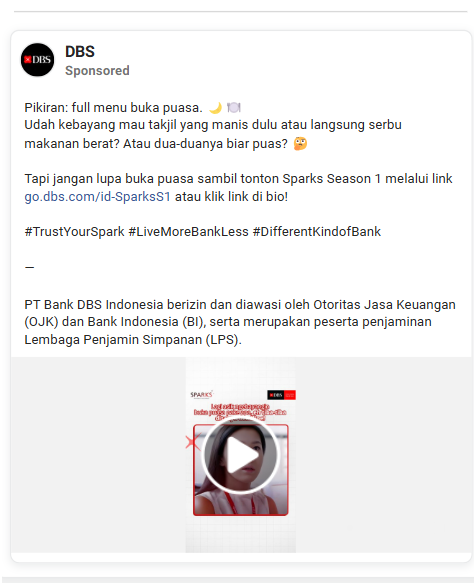 DBS
Sponsored
Pikiran: full menu buka puasa. 🌙 🍽️
Udah kebayang mau takjil yang manis dulu atau langsung serbu
makanan berat? Atau dua-duanya biar puas? 🤔
Tapi jangan lupa buka puasa sambil tonton Sparks Season 1 melalui link
go.dbs.com/id-SparksS1 atau klik link di bio!
#TrustYourSpark #LiveMoreBankLess #DifferentKindofBank
—
PT Bank DBS Indonesia berizin dan diawasi oleh Otoritas Jasa Keuangan
(OJK) dan Bank Indonesia (BI), serta merupakan peserta penjaminan
Lembaga Penjamin Simpanan (LPS).
SPARKS
DBS